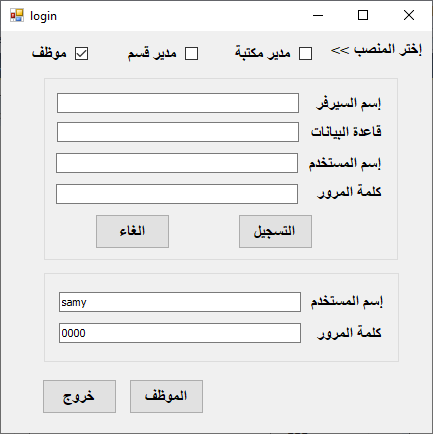 login
إختر المنصب >>
مدير مكتبة مدير قسم موظف
إسم السيرفر
قاعدة البيانات
إسم المستخدم
كلمة المرور
التسجيل الغاء
إسم المستخدم samy
كلمة المرور 0000
الموظف خروج